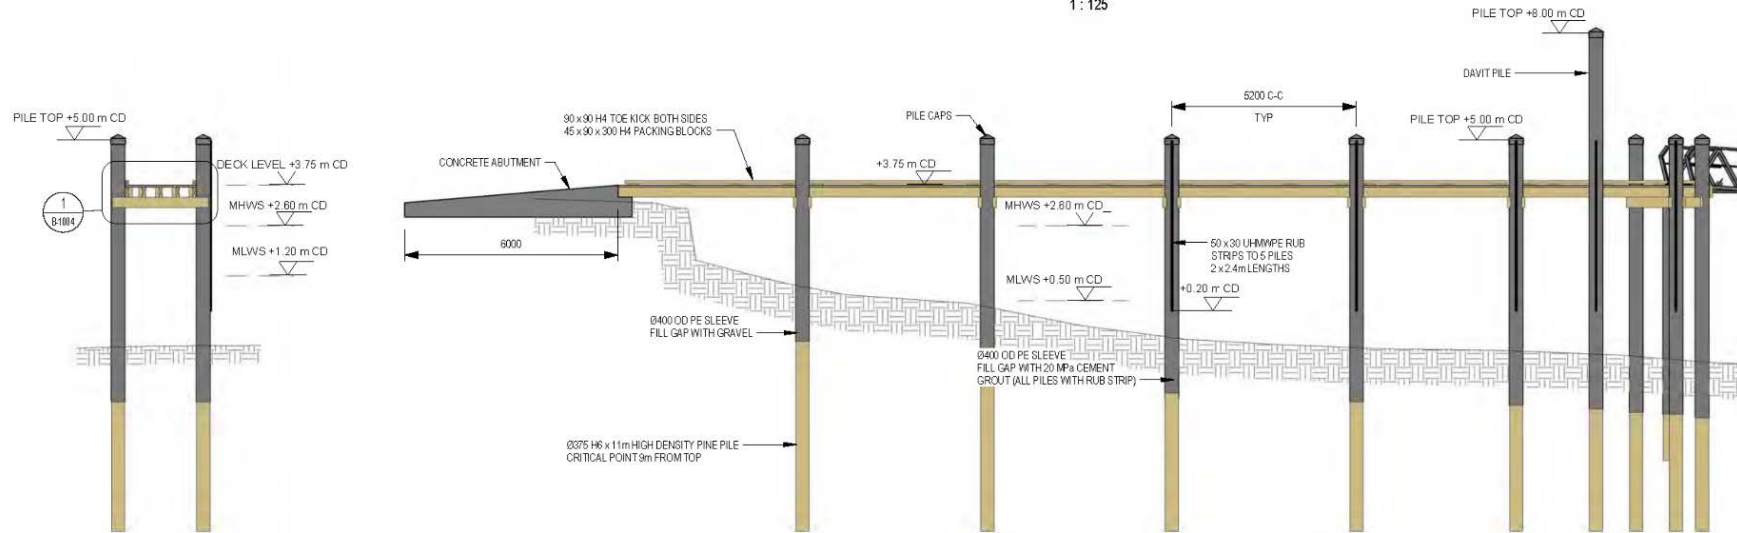 1 : 125
PILE TOP +5.00 m CD
DECK LEVEL +3.75 m CD
1
B-1004
MHWS +2.60 m CD
MLWS +1.20 m CD
CONCRETE ABUTMENT
6000
90 x 90 H4 TOE KICK BOTH SIDES
45 x 90 x 300 H4 PACKING BLOCKS
Ø400 OD PE SLEEVE
FILL GAP WITH GRAVEL
Ø375 H6 x 11m HIGH DENSITY PINE PILE
CRITICAL POINT 9m FROM TOP
PILE CAPS
+3.75 m CD
MHWS +2.60 m CD
MLWS +0.50 m CD
5200 C-C
TYP
50 x 30 UHMWPE RUB
STRIPS TO 5 PILES
2 x 2.4m LENGTHS
+0.20 m CD
Ø400 OD PE SLEEVE
FILL GAP WITH 20 MPa CEMENT
GROUT (ALL PILES WITH RUB STRIP)
PILE TOP +8.00 m CD
DAVIT PILE
PILE TOP +5.00 m CD